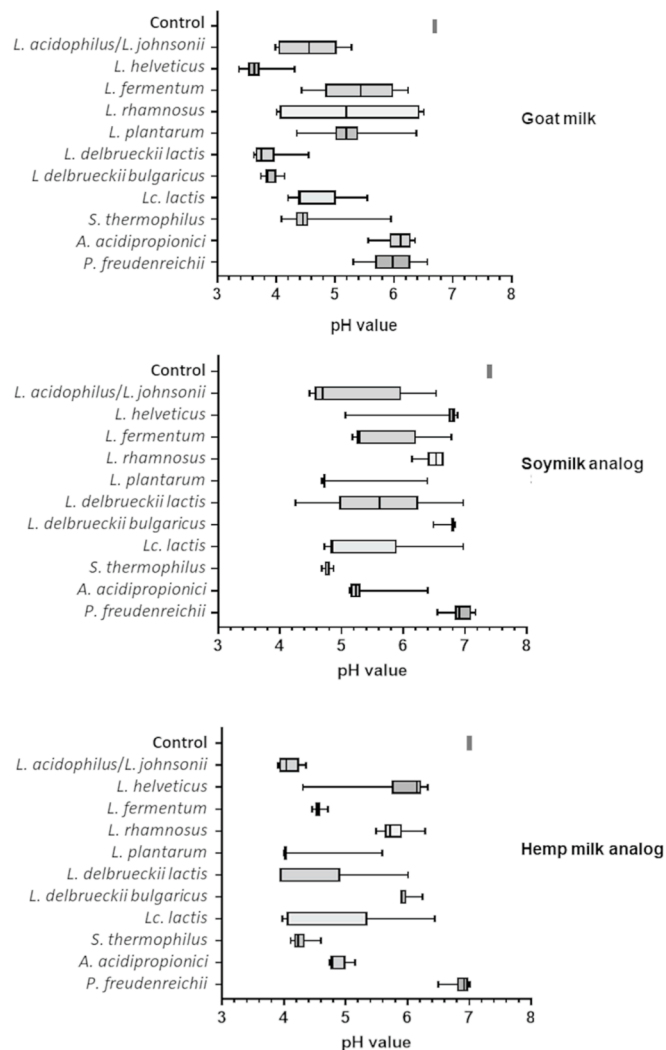 Control
L. acidophilus/L. johnsonii
L. helveticus
L. fermentum
L. rhamnosus
L. plantarum
L. delbrueckii lactis
L delbrueckii bulgaricus
Lc. lactis
S. thermophilus
A. acidipropionici
P. freudenreichii
3 4 5 6 7 8
pH value
Goat milk
Control
L. acidophilus/L. johnsonii
L. helveticus
L. fermentum
L. rhamnosus
L. plantarum
L. delbrueckii lactis
L. delbrueckii bulgaricus
Lc. lactis
S. thermophilus
A. acidipropionici
P. freudenreichii
3 4 5 6 7 8
pH value
Soymilk analog
Control
L. acidophilus/L. johnsonii
L. helveticus
L. fermentum
L. rhamnosus
L. plantarum
L. delbrueckii lactis
L. delbrueckii bulgaricus
Lc. lactis
S. thermophilus
A. acidipropionici
P. freudenreichii
3 4 5 6 7 8
pH value
Hemp milk analog